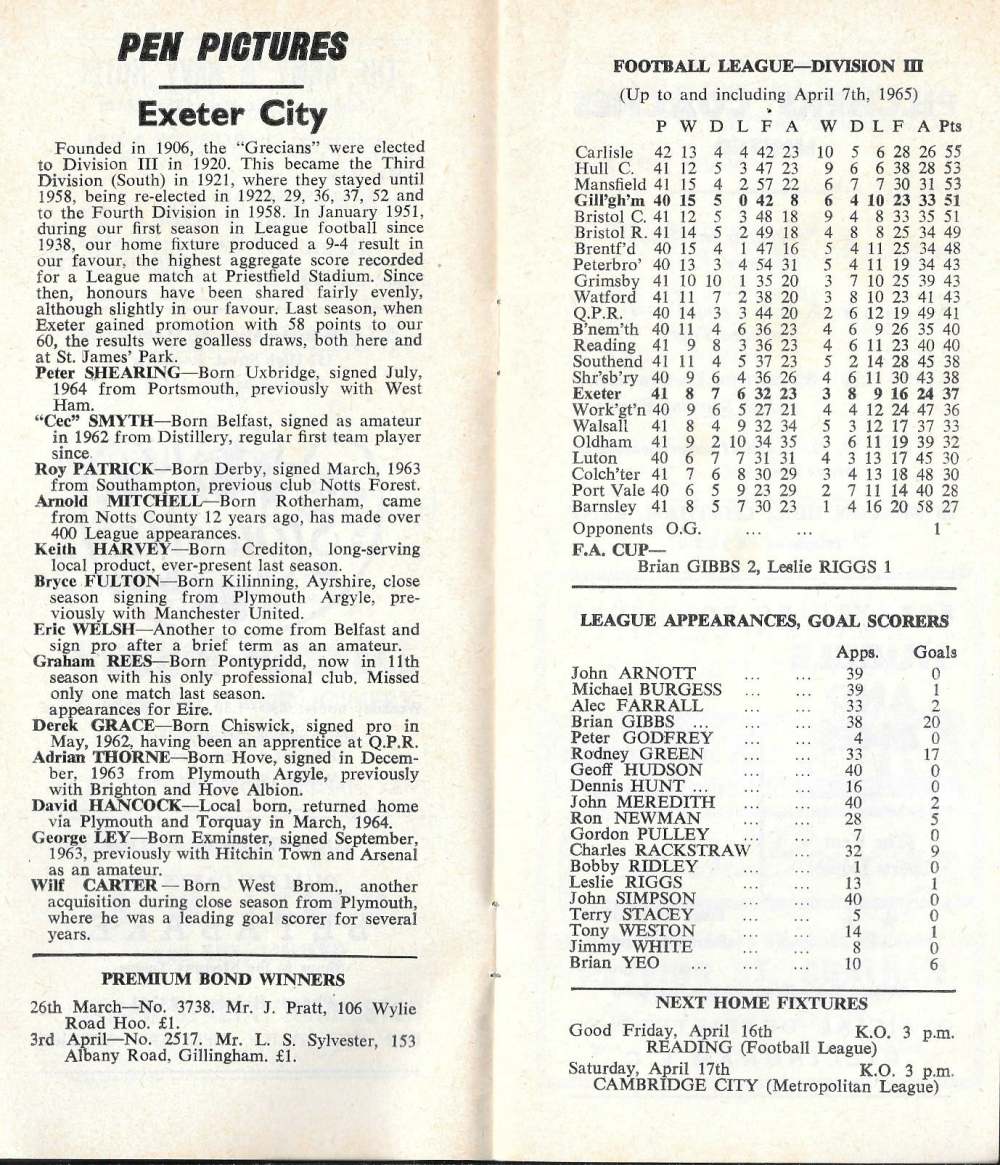 PEN PICTURES
Exeter City
Founded in 1906, the “Grecians” were elected
to Division III in 1920. This became the Third
Division (South) in 1921, where they stayed until
1958, being re-elected in 1922, 29, 36, 37, 52 and
to the Fourth Division in 1958. In January 1951,
during our first season in League football since
1938, our home fixture produced a 9-4 result in
our favour, the highest aggregate score recorded
for a League match at Priestfield Stadium. Since
then, honours have been shared fairly evenly,
although slightly in our favour. Last season, when
Exeter gained promotion with 58 points to our
60, the results were goalless draws, both here and
at St. James’ Park.
Peter SHEARING—Born Uxbridge, signed July,
1964 from Portsmouth, previously with West
Ham.
“Cec” SMYTH—Born Belfast, signed as amateur
in 1962 from Distillery, regular first team player
since.
Roy PATRICK—Born Derby, signed March, 1963
from Southampton, previous club Notts Forest.
Arnold MITCHELL—Born Rotherham, came
from Notts County 12 years ago, has made over
400 League appearances.
Keith HARVEY—Born Crediton, long-serving
local product, ever-present last season.
Bryce FULTON—Born Kilinning, Ayrshire, close
season signing from Plymouth Argyle, pre-
viously with Manchester United.
Eric WELSH—Another to come from Belfast and
sign pro after a brief term as an amateur.
Graham REES—Born Pontypridd, now in 11th
season with his only professional club. Missed
only one match last season.
appearances for Eire.
Derek GRACE—Born Chiswick, signed pro in
May, 1962, having been an apprentice at Q.P.R.
Adrian THORNE—Born Hove, signed in Decem-
ber, 1963 from Plymouth Argyle, previously
with Brighton and Hove Albion.
David HANCOCK—Local born, returned home
via Plymouth and Torquay in March, 1964.
George LEY—Born Exminster, signed September,
1963, previously with Hitchin Town and Arsenal
as an amateur.
Wilf CARTER—Born West Brom., another
acquisition during close season from Plymouth,
where he was a leading goal scorer for several
years.
PREMIUM BOND WINNERS
26th March—No. 3738. Mr. J. Pratt, 106 Wylie
Road Hoo. £1.
3rd April—No. 2517. Mr. L. S. Sylvester, 153
Albany Road, Gillingham. £1.
FOOTBALL LEAGUE—DIVISION III
(Up to and including April 7th, 1965)
P W D L F A W D L F A Pts
Carlisle 42 13 4 4 42 23 10 5 6 28 26 55
Hull C. 41 12 5 3 47 23 9 6 6 38 28 53
Mansfield 41 15 4 2 57 22 6 7 7 30 31 53
Gill'gh'm 40 15 5 0 42 8 6 4 10 23 33 51
Bristol C. 41 12 5 3 48 18 9 4 8 33 35 51
Bristol R. 41 14 5 2 49 18 4 8 8 25 34 49
Brentf'd 40 15 4 1 47 16 5 4 11 25 34 48
Peterbro' 40 13 3 4 54 31 5 4 11 19 34 43
Grimsby 41 10 10 1 35 20 3 7 10 25 39 43
Watford 41 11 7 2 38 20 3 8 10 23 41 43
Q.P.R. 40 14 3 3 44 20 2 6 12 19 49 41
B'nem'th 40 11 4 6 36 23 4 6 9 26 35 40
Reading 41 9 8 3 36 23 4 6 11 23 40 40
Southend 41 11 4 5 37 23 5 2 14 28 45 38
Shr'sb'ry 40 9 6 4 36 26 4 6 11 30 43 38
Exeter 41 8 7 6 32 23 3 8 9 16 24 37
Work'gt'n 40 9 6 5 27 21 4 4 12 24 47 36
Walsall 41 8 4 9 32 34 5 3 12 17 37 33
Oldham 41 9 2 10 34 35 3 6 11 19 39 32
Luton 40 6 7 7 31 31 4 3 13 17 45 30
Colch'ter 41 7 6 8 30 29 3 4 13 18 48 30
Port Vale 40 6 5 9 23 29 2 7 11 14 40 28
Barnsley 41 8 5 7 30 23 1 4 16 20 58 27
Opponents O.G. ... ... 1
F.A. CUP—
Brian GIBBS 2, Leslie RIGGS 1
LEAGUE APPEARANCES, GOAL SCORERS
Apps. Goals
John ARNOTT ... ... 39 0
Michael BURGESS ... ... 39 1
Alec FARRALL ... ... 33 2
Brian GIBBS ... ... ... 38 20
Peter GODFREY ... ... 4 0
Rodney GREEN ... ... 33 17
Geoff HUDSON ... ... 40 0
Dennis HUNT ... ... ... 16 0
John MEREDITH ... ... 40 2
Ron NEWMAN ... ... 28 5
Gordon PULLEY ... ... 7 0
Charles RACKSTRAW ... 32 9
Bobby RIDLEY ... ... 1 0
Leslie RIGGS ... ... 13 1
John SIMPSON ... ... 40 0
Terry STACEY ... ... 5 0
Tony WESTON ... ... 14 1
Jimmy WHITE ... ... 8 0
Brian YEO ... ... ... 10 6
NEXT HOME FIXTURES
Good Friday, April 16th K.O. 3 p.m.
READING (Football League)
Saturday, April 17th K.O. 3 p.m.
CAMBRIDGE CITY (Metropolitan League)